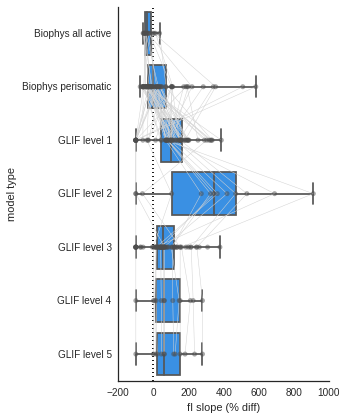 Biophys all active
Biophys perisomatic
GLIF level 1
GLIF level 2
GLIF level 3
GLIF level 4
GLIF level 5
model type
−200 0 200 400 600 800 1000
fI slope (% diff)